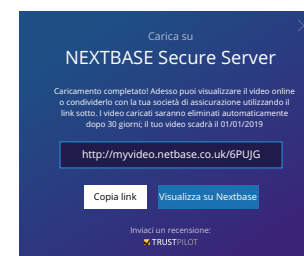 Carica su
NEXTBASE Secure Server
Caricamento completato! Adesso puoi visualizzare il video online
o condividerlo con la tua società di assicurazione utilizzando il
link sotto. I video caricati saranno eliminati automaticamente
dopo 30 giorni; il tuo video scadrà il 01/01/2019
http://myvideo.netbase.co.uk/6PUJG
Copia link
Visualizza su Nextbase
Inviaci un recensione:
TRUSTPILOT